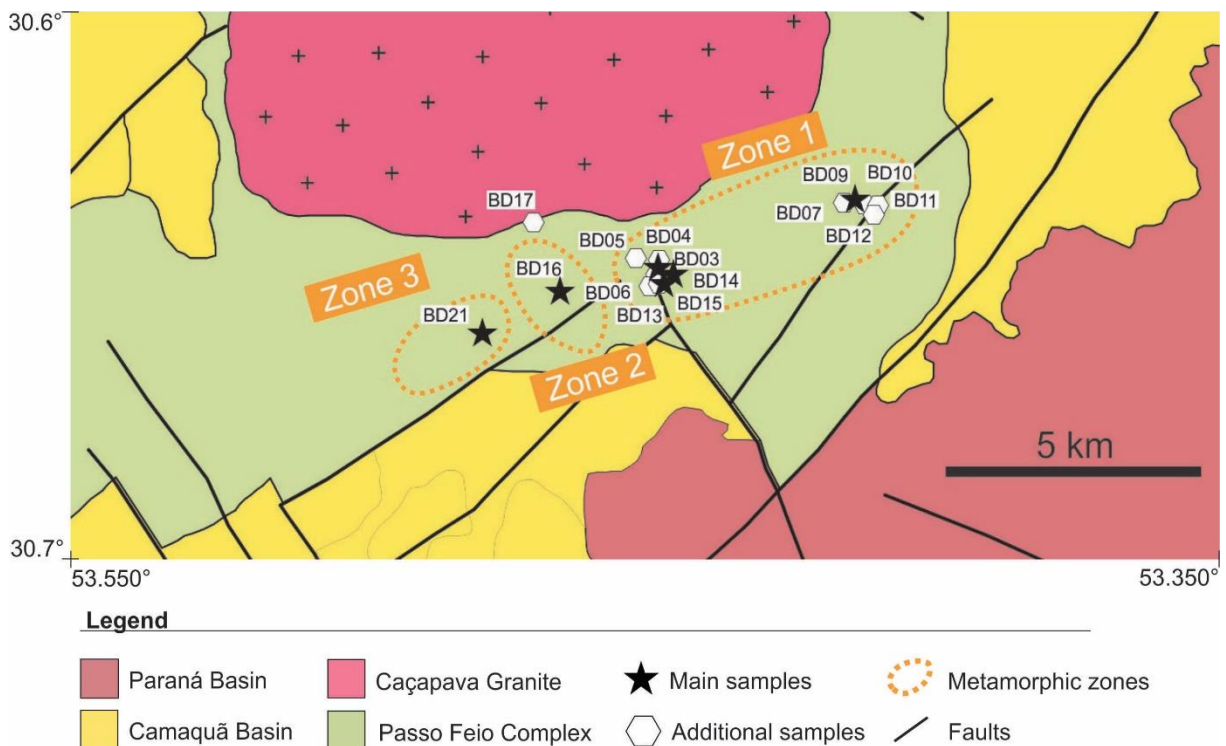 30.6°
Zone 1
BD09
BD10
BD17
BD07
BD11
BD12
BD05
BD04
BD03
BD16
BD06
BD14
BD15
BD13
Zone 3
BD21
Zone 2
5 km
30.7°
53.550°
53.350°
Legend
Paraná Basin
Caçapava Granite
Main samples
Metamorphic zones
Camaquã Basin
Passo Feio Complex
Additional samples
Faults